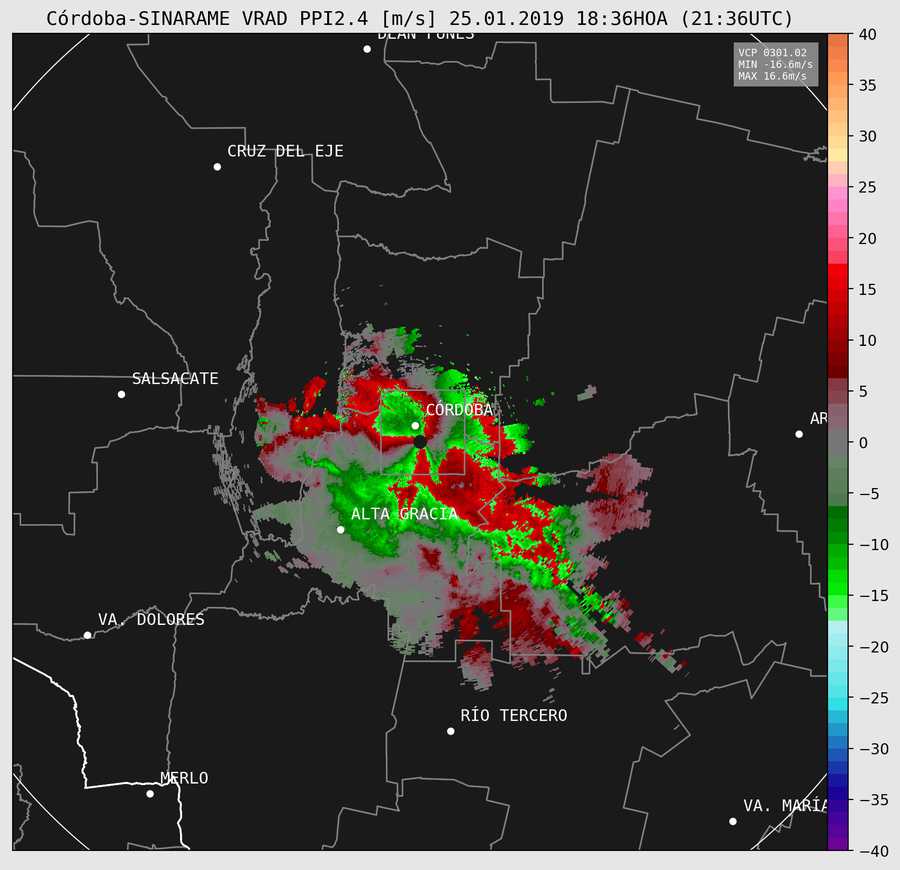 Córdoba-SINARAME VRAD PPI2.4 [m/s] 25.01.2019 18:36HOA (21:36UTC)
DEAN FUNES
VCP 0301.02
MIN -16.6m/s
MAX 16.6m/s
CRUZ DEL EJE
SALSACATE
CÓRDOBA
AR
ALTA GRACIA
VA. DOLORES
RÍO TERCERO
MERLO
VA. MARÍA
40
35
30
25
20
15
10
5
0
−5
−10
−15
−20
−25
−30
−35
−40